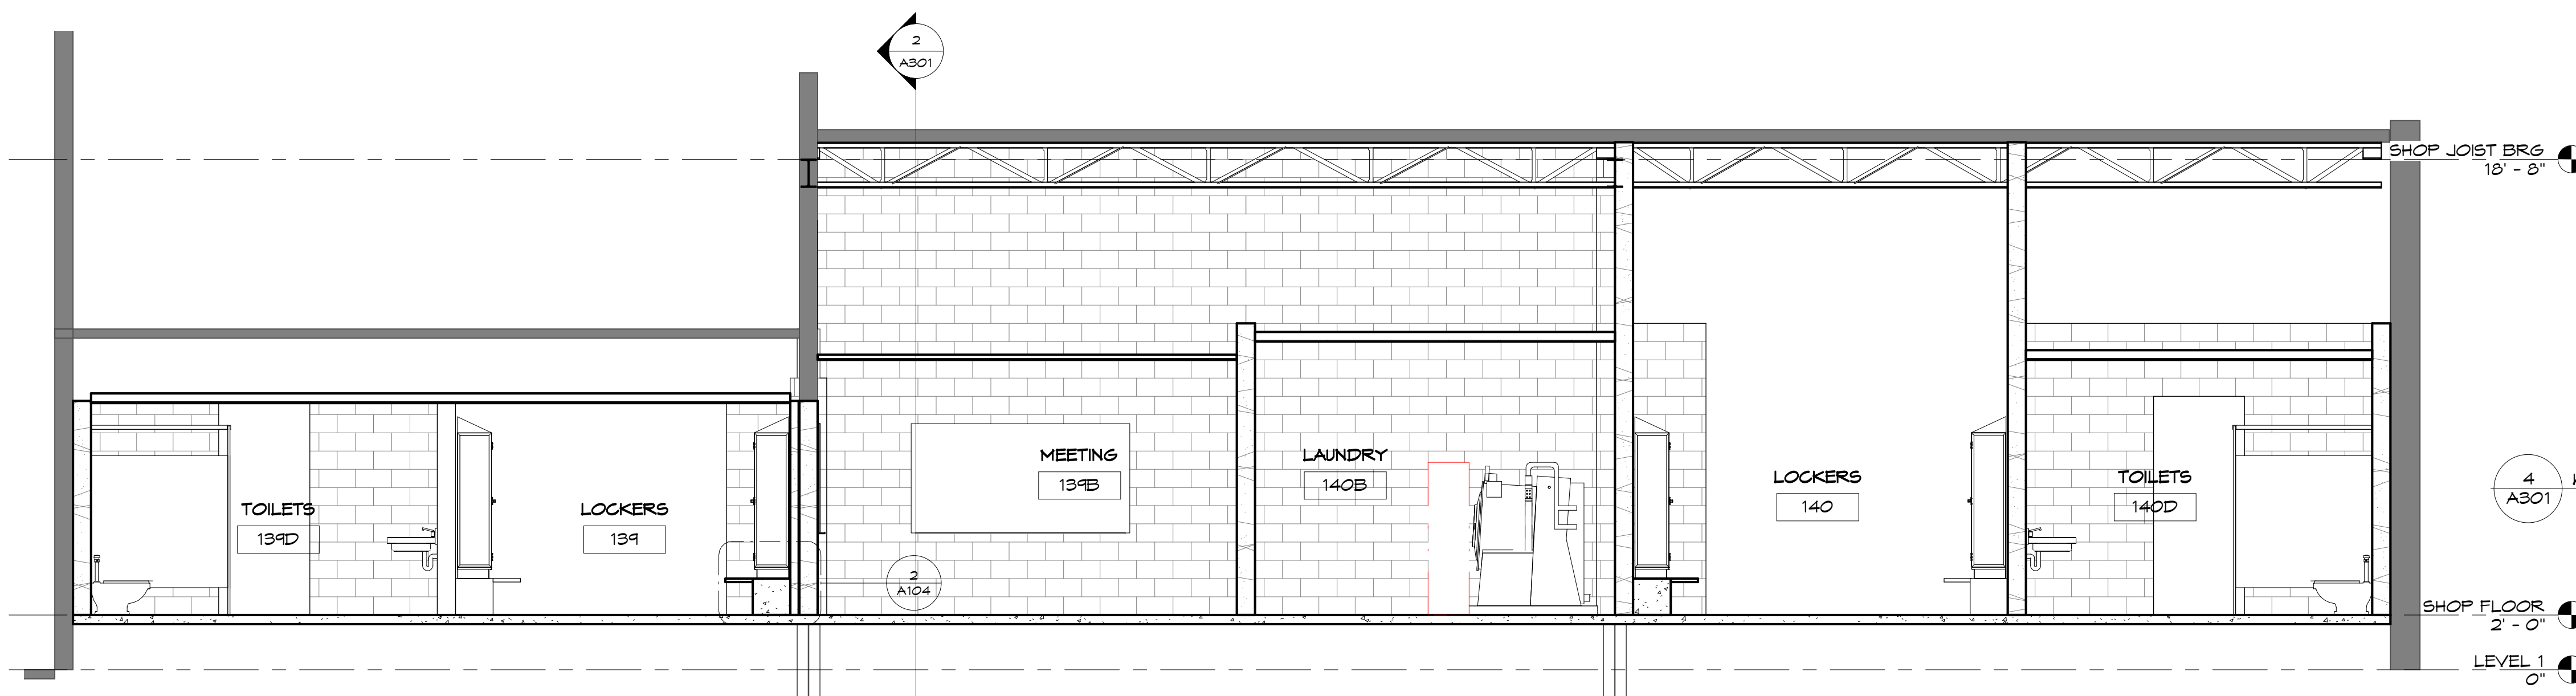 2
A301
SHOP JOIST BRG
18' - 8"
MEETING
139B
LAUNDRY
140B
LOCKERS
140
TOILETS
140D
4
A301
TOILETS
139D
LOCKERS
139
2
A104
SHOP FLOOR
2' - 0"
LEVEL 1
0"